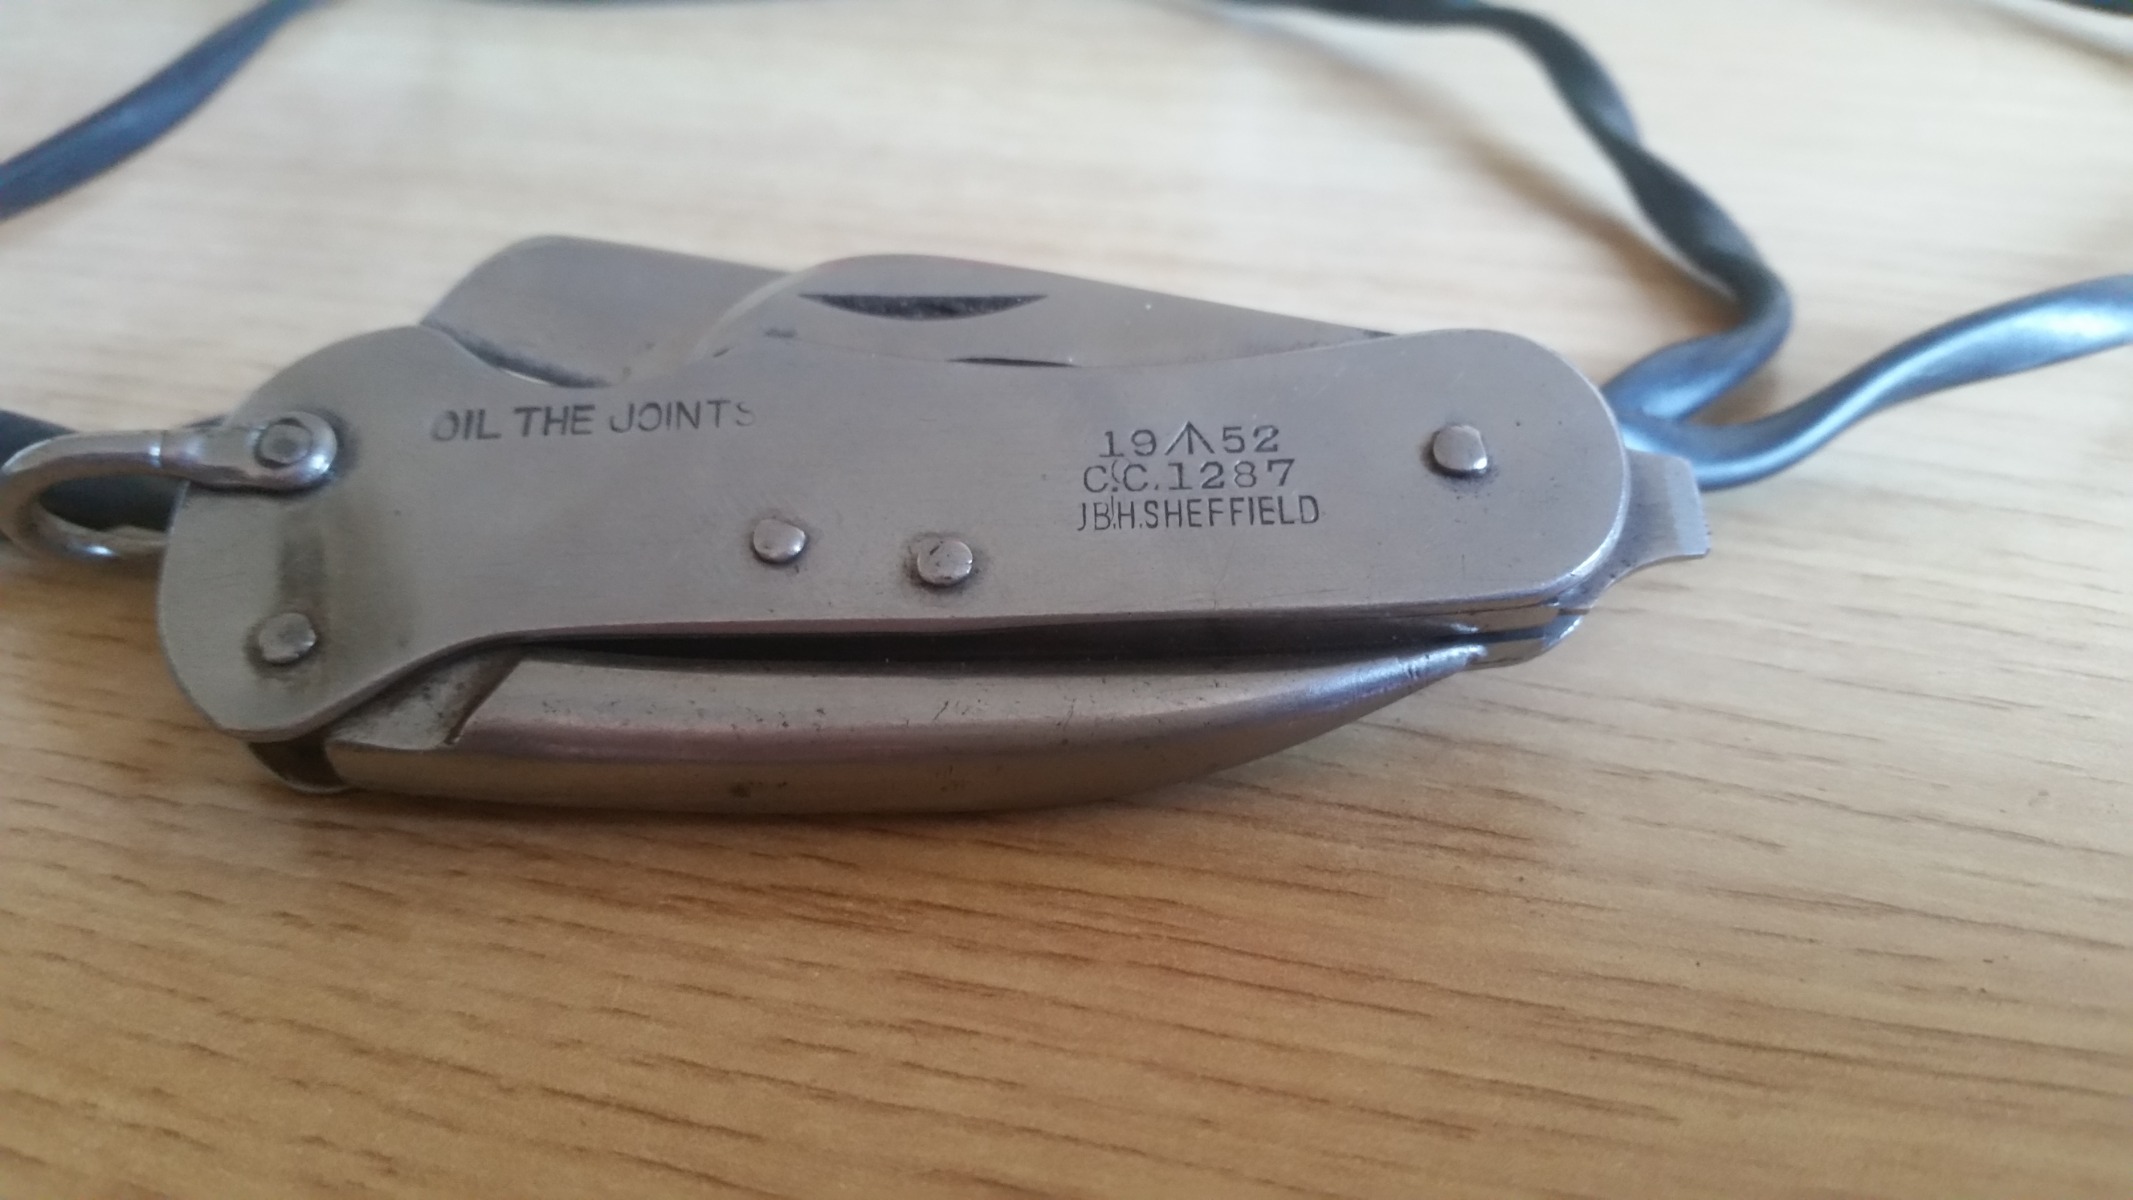 OIL THE JOINTS
19 52
C.C.1287
J.B.H.SHEFFIELD